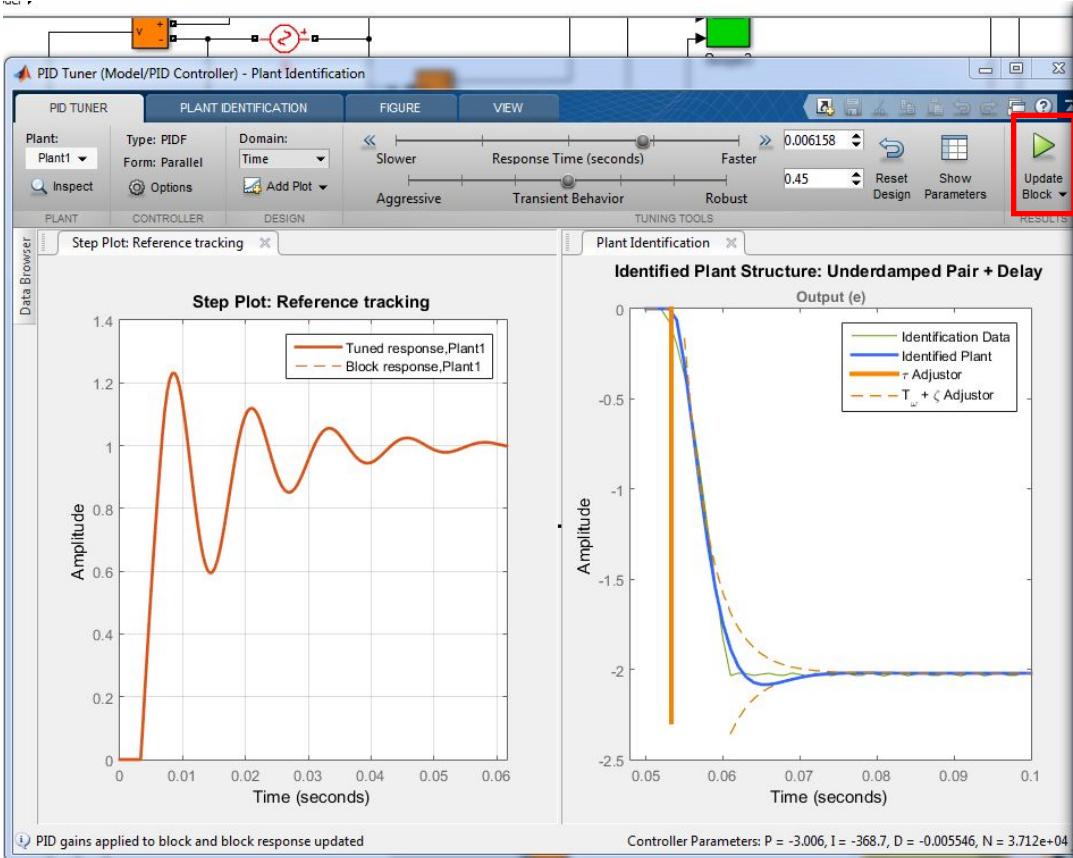 v + -
PID Tuner (Model/PID Controller) - Plant Identification
PID TUNER PLANT IDENTIFICATION FIGURE VIEW
Plant: Type: PIDF Domain: 0.006158
Plant1 Form: Parallel Time Slower Response Time (seconds) Faster
Inspect Options Add Plot Aggressive Transient Behavior Robust 0.45 Reset Design Show Parameters Update Block
PLANT CONTROLLER DESIGN TUNING TOOLS RESULTS
Data Browser
Step Plot: Reference tracking
Step Plot: Reference tracking
Tuned response,Plant1
Block response,Plant1
1.4
1.2
1
0.8
0.6
0.4
0.2
0
Amplitude
0 0.01 0.02 0.03 0.04 0.05 0.06
Time (seconds)
Plant Identification
Identified Plant Structure: Underdamped Pair + Delay
Output (e)
Identification Data
Identified Plant
τ Adjustor
Tω + ζ Adjustor
0
-0.5
-1
-1.5
-2
-2.5
Amplitude
0.05 0.06 0.07 0.08 0.09 0.1
Time (seconds)
PID gains applied to block and block response updated
Controller Parameters: P = -3.006, I = -368.7, D = -0.005546, N = 3.712e+04